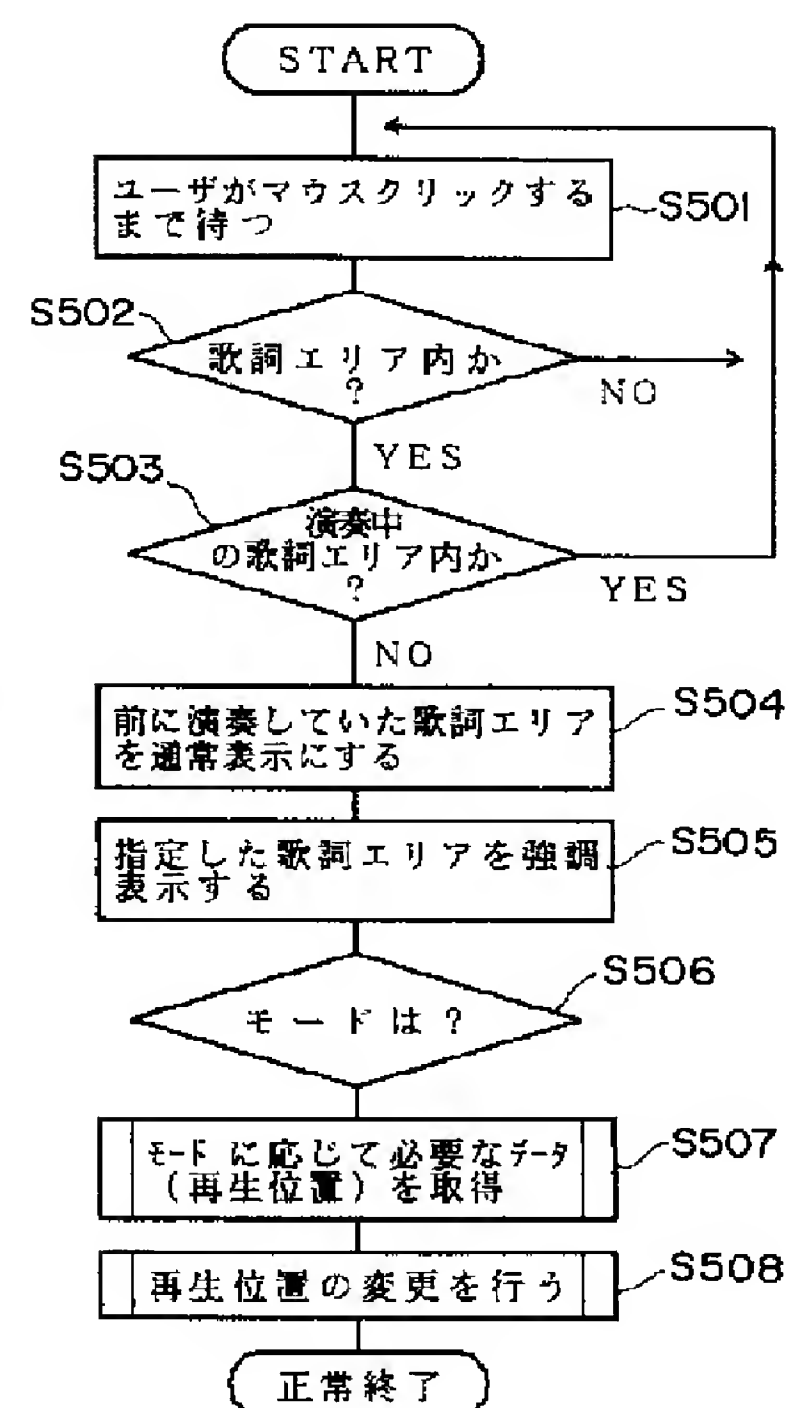 START
ユーザがマウスクリックする
まで待つ
S501
S502
歌詞エリア内か
?
NO
YES
S503
演奏中
の歌詞エリア内か
?
YES
NO
前に演奏していた歌詞エリア
を通常表示にする
S504
指定した歌詞エリアを強調
表示する
S505
モードは?
S506
モードに応じて必要なデータ
(再生位置)を取得
S507
再生位置の変更を行う
S508
正常終了